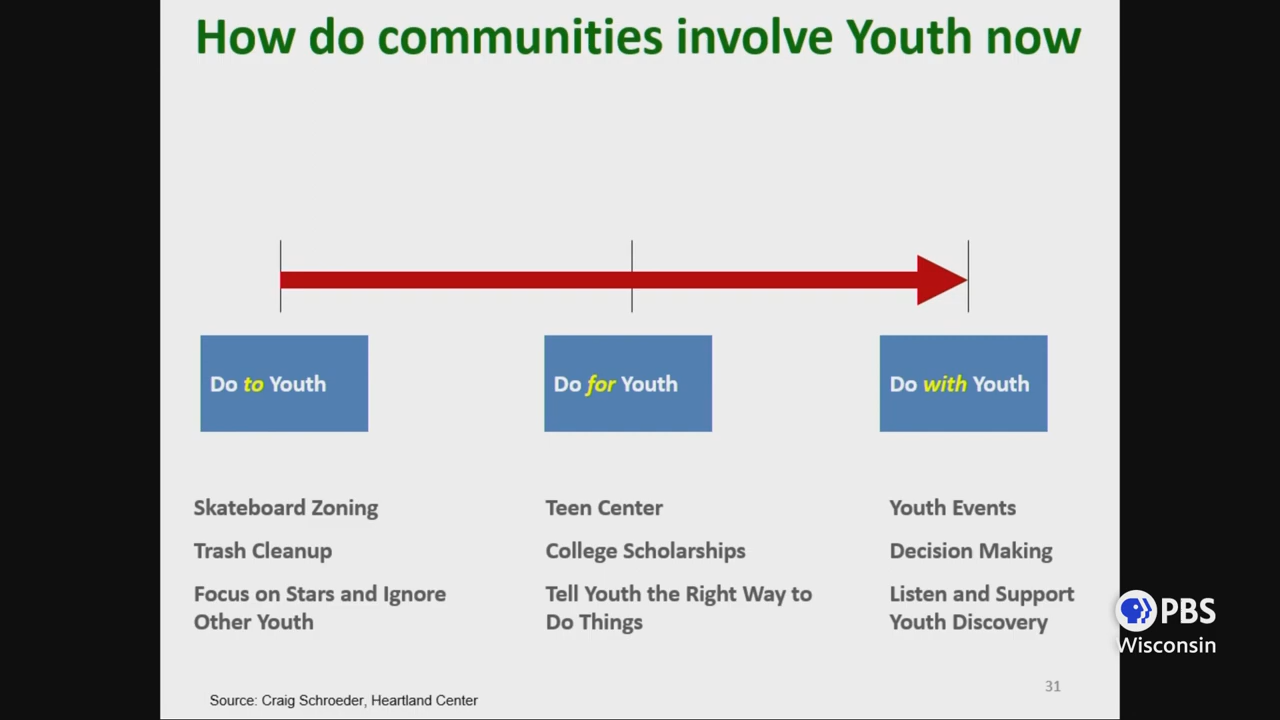 How do communities involve Youth now
Do to Youth
Do for Youth
Do with Youth
Skateboard Zoning
Trash Cleanup
Focus on Stars and Ignore
Other Youth
Teen Center
College Scholarships
Tell Youth the Right Way to
Do Things
Youth Events
Decision Making
Listen and Support
Youth Discovery
PBS
Wisconsin
31
Source: Craig Schroeder, Heartland Center